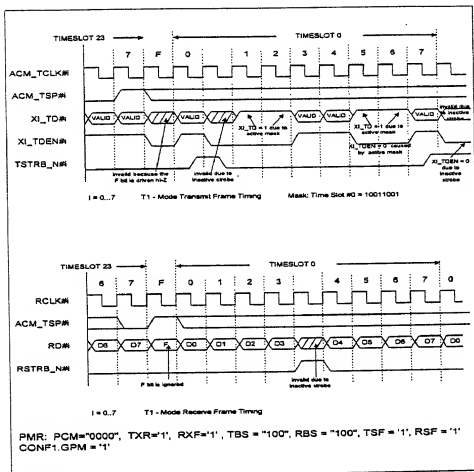 TIMESLOT 23 TIMESLOT 0
7 F 0 1 2 3 4 5 6 7
ACM_TCLK#i
ACM_TSP#i
XI_TD#i VALID VALID VALID VALID VALID VALID
XI_TD = 1 due to active mask
XI_TD = 1 due to active mask
invalid due to inactive strobe
XI_TDEN#i
XI_TDEN = 0 caused by active mask
TSTRB_N#i
invalid because the F bit is driven hi-Z
invalid due to inactive strobe
XI_TDEN = 0 due to inactive strobe
I = 0...7 T1 - Mode Transmit Frame Timing Mask: Time Slot #0 = 10011001
TIMESLOT 23 TIMESLOT 0
6 7 F 0 1 2 3 4 5 6 7 0
RCLK#i
ACM_TSP#i
RD#i D6 D7 F D0 D1 D2 D3 D4 D5 D6 D7 D0
RSTRB_N#i
F bit is ignored
invalid due to inactive strobe
I = 0..7 T1 - Mode Receive Frame Timing
PMR: PCM="0000", TXR='1', RXF='1' , TBS = "100", RBS = "100", TSF = '1', RSF = '1'
CONF1.GPM = '1'